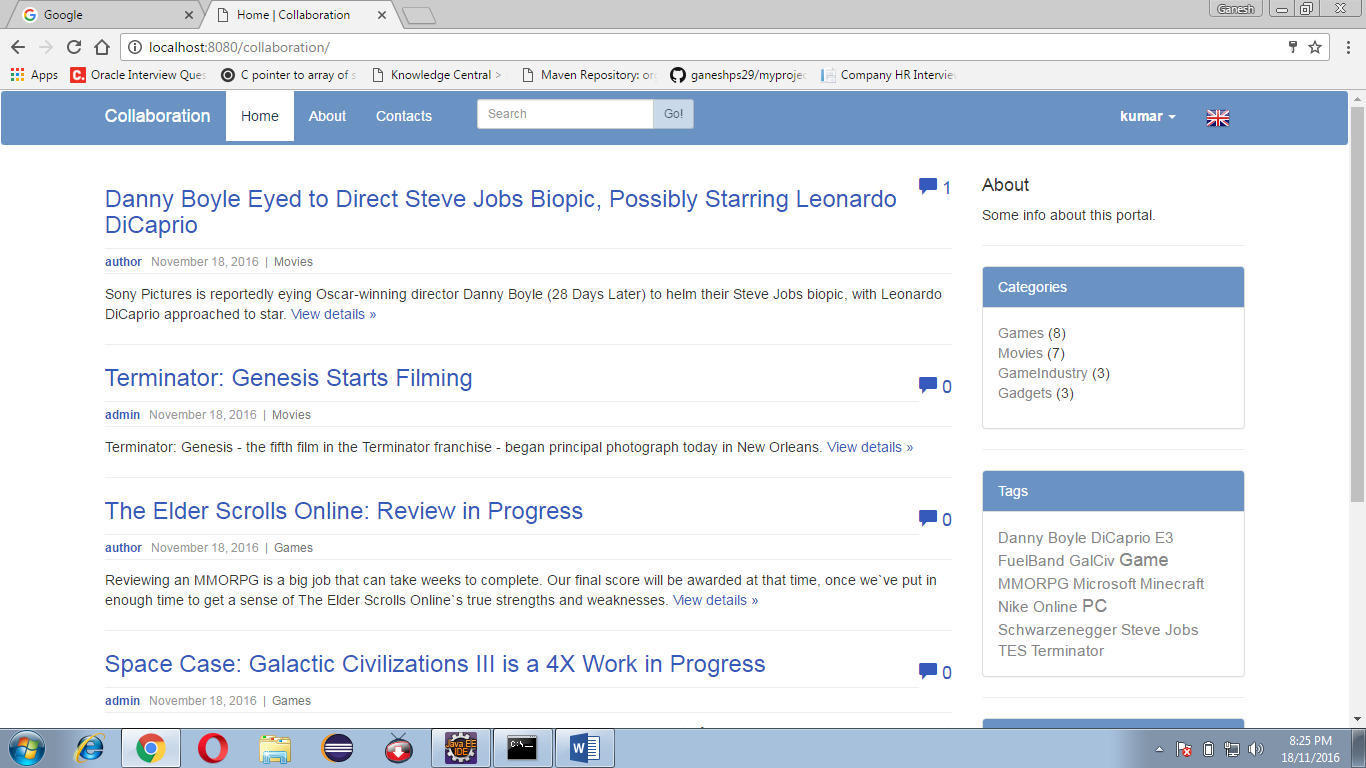 Google
Home | Collaboration
Ganesh
localhost:8080/collaboration/
Apps
Oracle Interview Ques
C pointer to array of s
Knowledge Central >
Maven Repository: or
ganeshps29/myprojec
Company HR Intervie
Collaboration
Home
About
Contacts
Search
Go!
kumar
Danny Boyle Eyed to Direct Steve Jobs Biopic, Possibly Starring Leonardo
DiCaprio
1
author November 18, 2016 | Movies
Sony Pictures is reportedly eying Oscar-winning director Danny Boyle (28 Days Later) to helm their Steve Jobs biopic, with Leonardo
DiCaprio approached to star. View details »
Terminator: Genesis Starts Filming
0
admin November 18, 2016 | Movies
Terminator: Genesis - the fifth film in the Terminator franchise - began principal photograph today in New Orleans. View details »
The Elder Scrolls Online: Review in Progress
0
author November 18, 2016 | Games
Reviewing an MMORPG is a big job that can take weeks to complete. Our final score will be awarded at that time, once we`ve put in
enough time to get a sense of The Elder Scrolls Online`s true strengths and weaknesses. View details »
Space Case: Galactic Civilizations III is a 4X Work in Progress
0
admin November 18, 2016 | Games
About
Some info about this portal.
Categories
Games (8)
Movies (7)
GameIndustry (3)
Gadgets (3)
Tags
Danny Boyle DiCaprio E3
FuelBand GalCiv Game
MMORPG Microsoft Minecraft
Nike Online PC
Schwarzenegger Steve Jobs
TES Terminator
Java EE
IDE
C:\
8:25 PM
18/11/2016